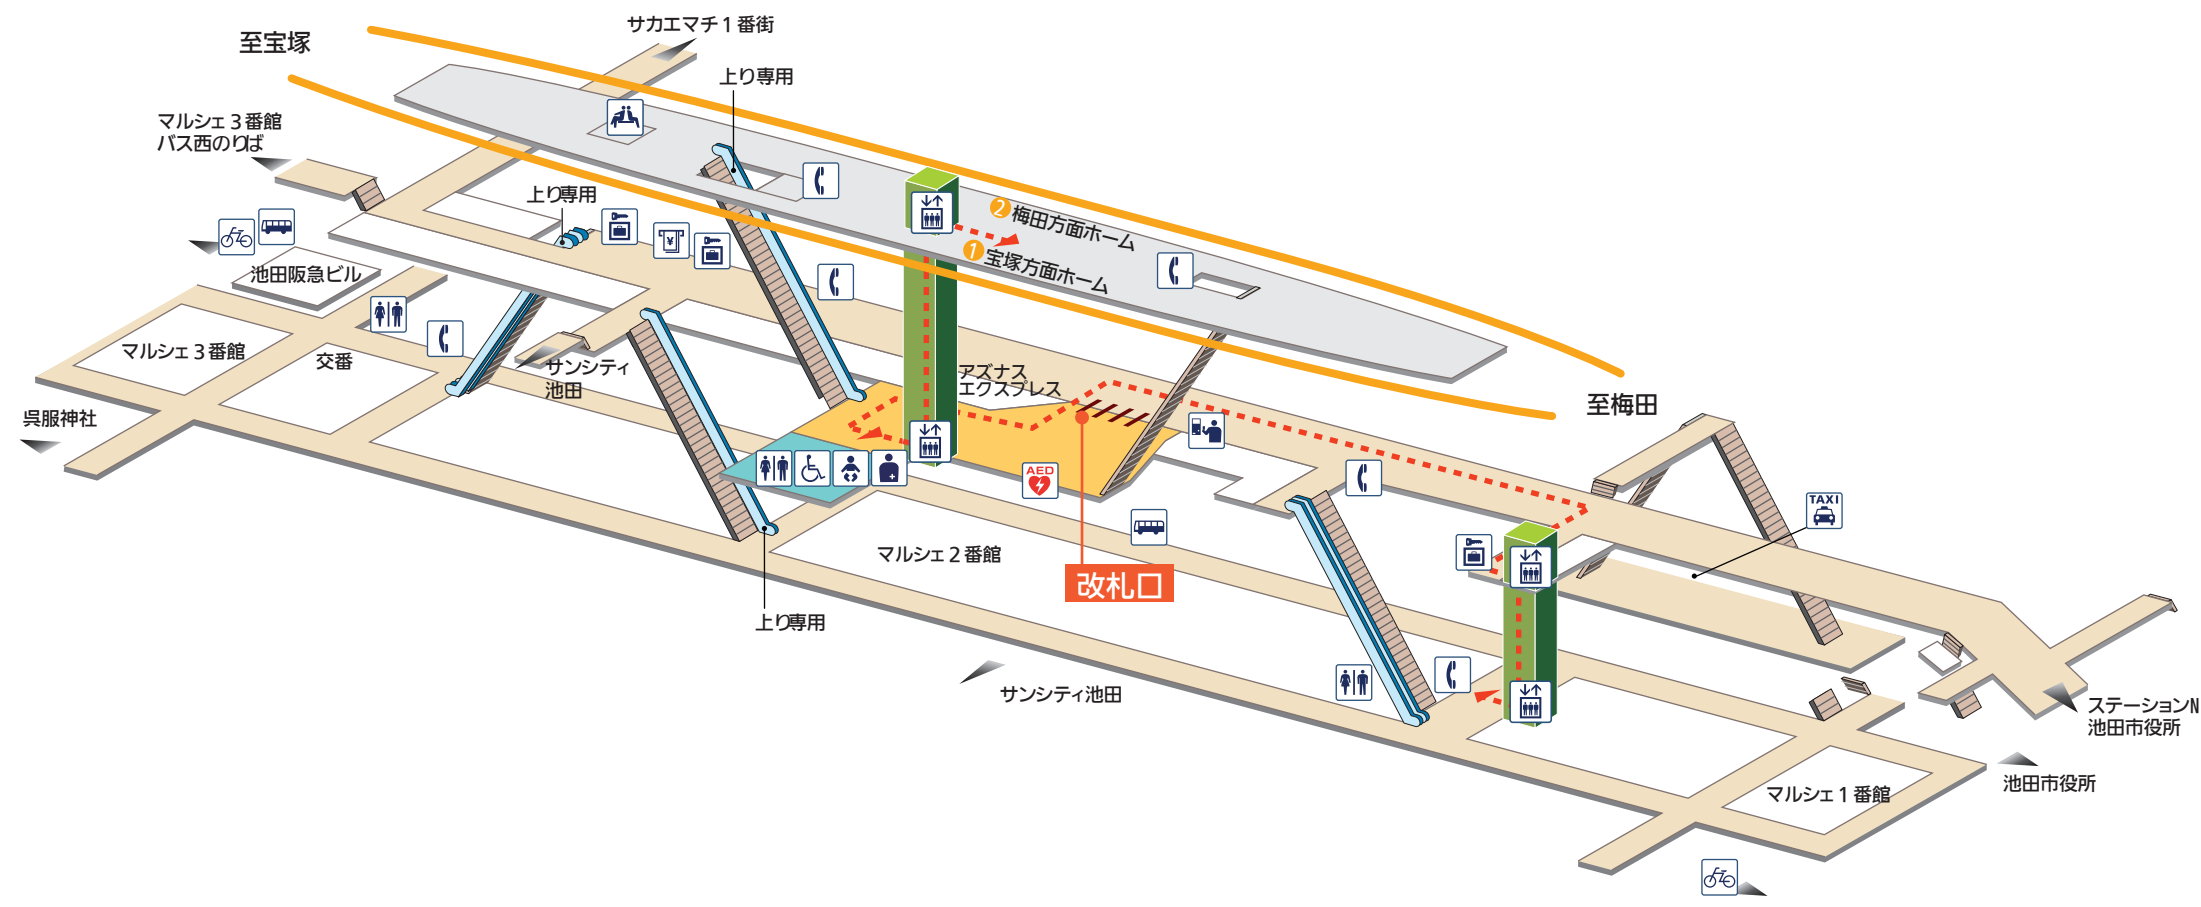 サカエマチ1番街
至宝塚
上り専用
マルシェ3番館
バス西のりば
上り専用
2 梅田方面ホーム
1 宝塚方面ホーム
池田阪急ビル
マルシェ3番館
交番
サンシティ
池田
アズナス
エクスプレス
呉服神社
至梅田
AED
TAXI
マルシェ2番館
改札口
上り専用
サンシティ池田
ステーションN
池田市役所
池田市役所
マルシェ1番館